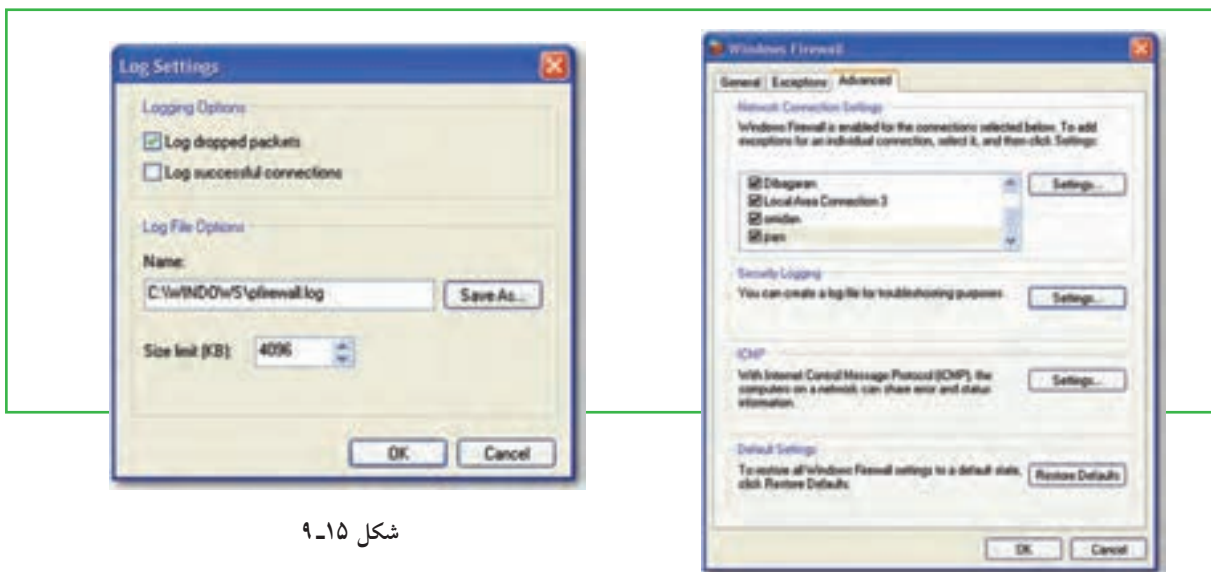 Log Settings
Logging Options
Log dropped packets
Log successful connections
Log File Options
Name:
C:\WINDOWS\pfirewall.log
Save As...
Size limit (KB):
4096
OK
Cancel
شکل ۱۵ـ۹
Windows Firewall
General
Exceptions
Advanced
Network Connection Settings
Windows Firewall is enabled for the connections selected below. To add
exceptions for an individual connection, select it, and then click Settings:
Dibagaran
Local Area Connection 3
omidan
Settings...
Security Logging
You can create a log file for troubleshooting purposes
Settings...
ICMP
With Internet Control Message Protocol (ICMP), the
computers on a network can share error and status
information.
Settings...
Default Settings
To restore all Windows Firewall settings to a default state,
click Restore Defaults.
Restore Defaults
OK
Cancel